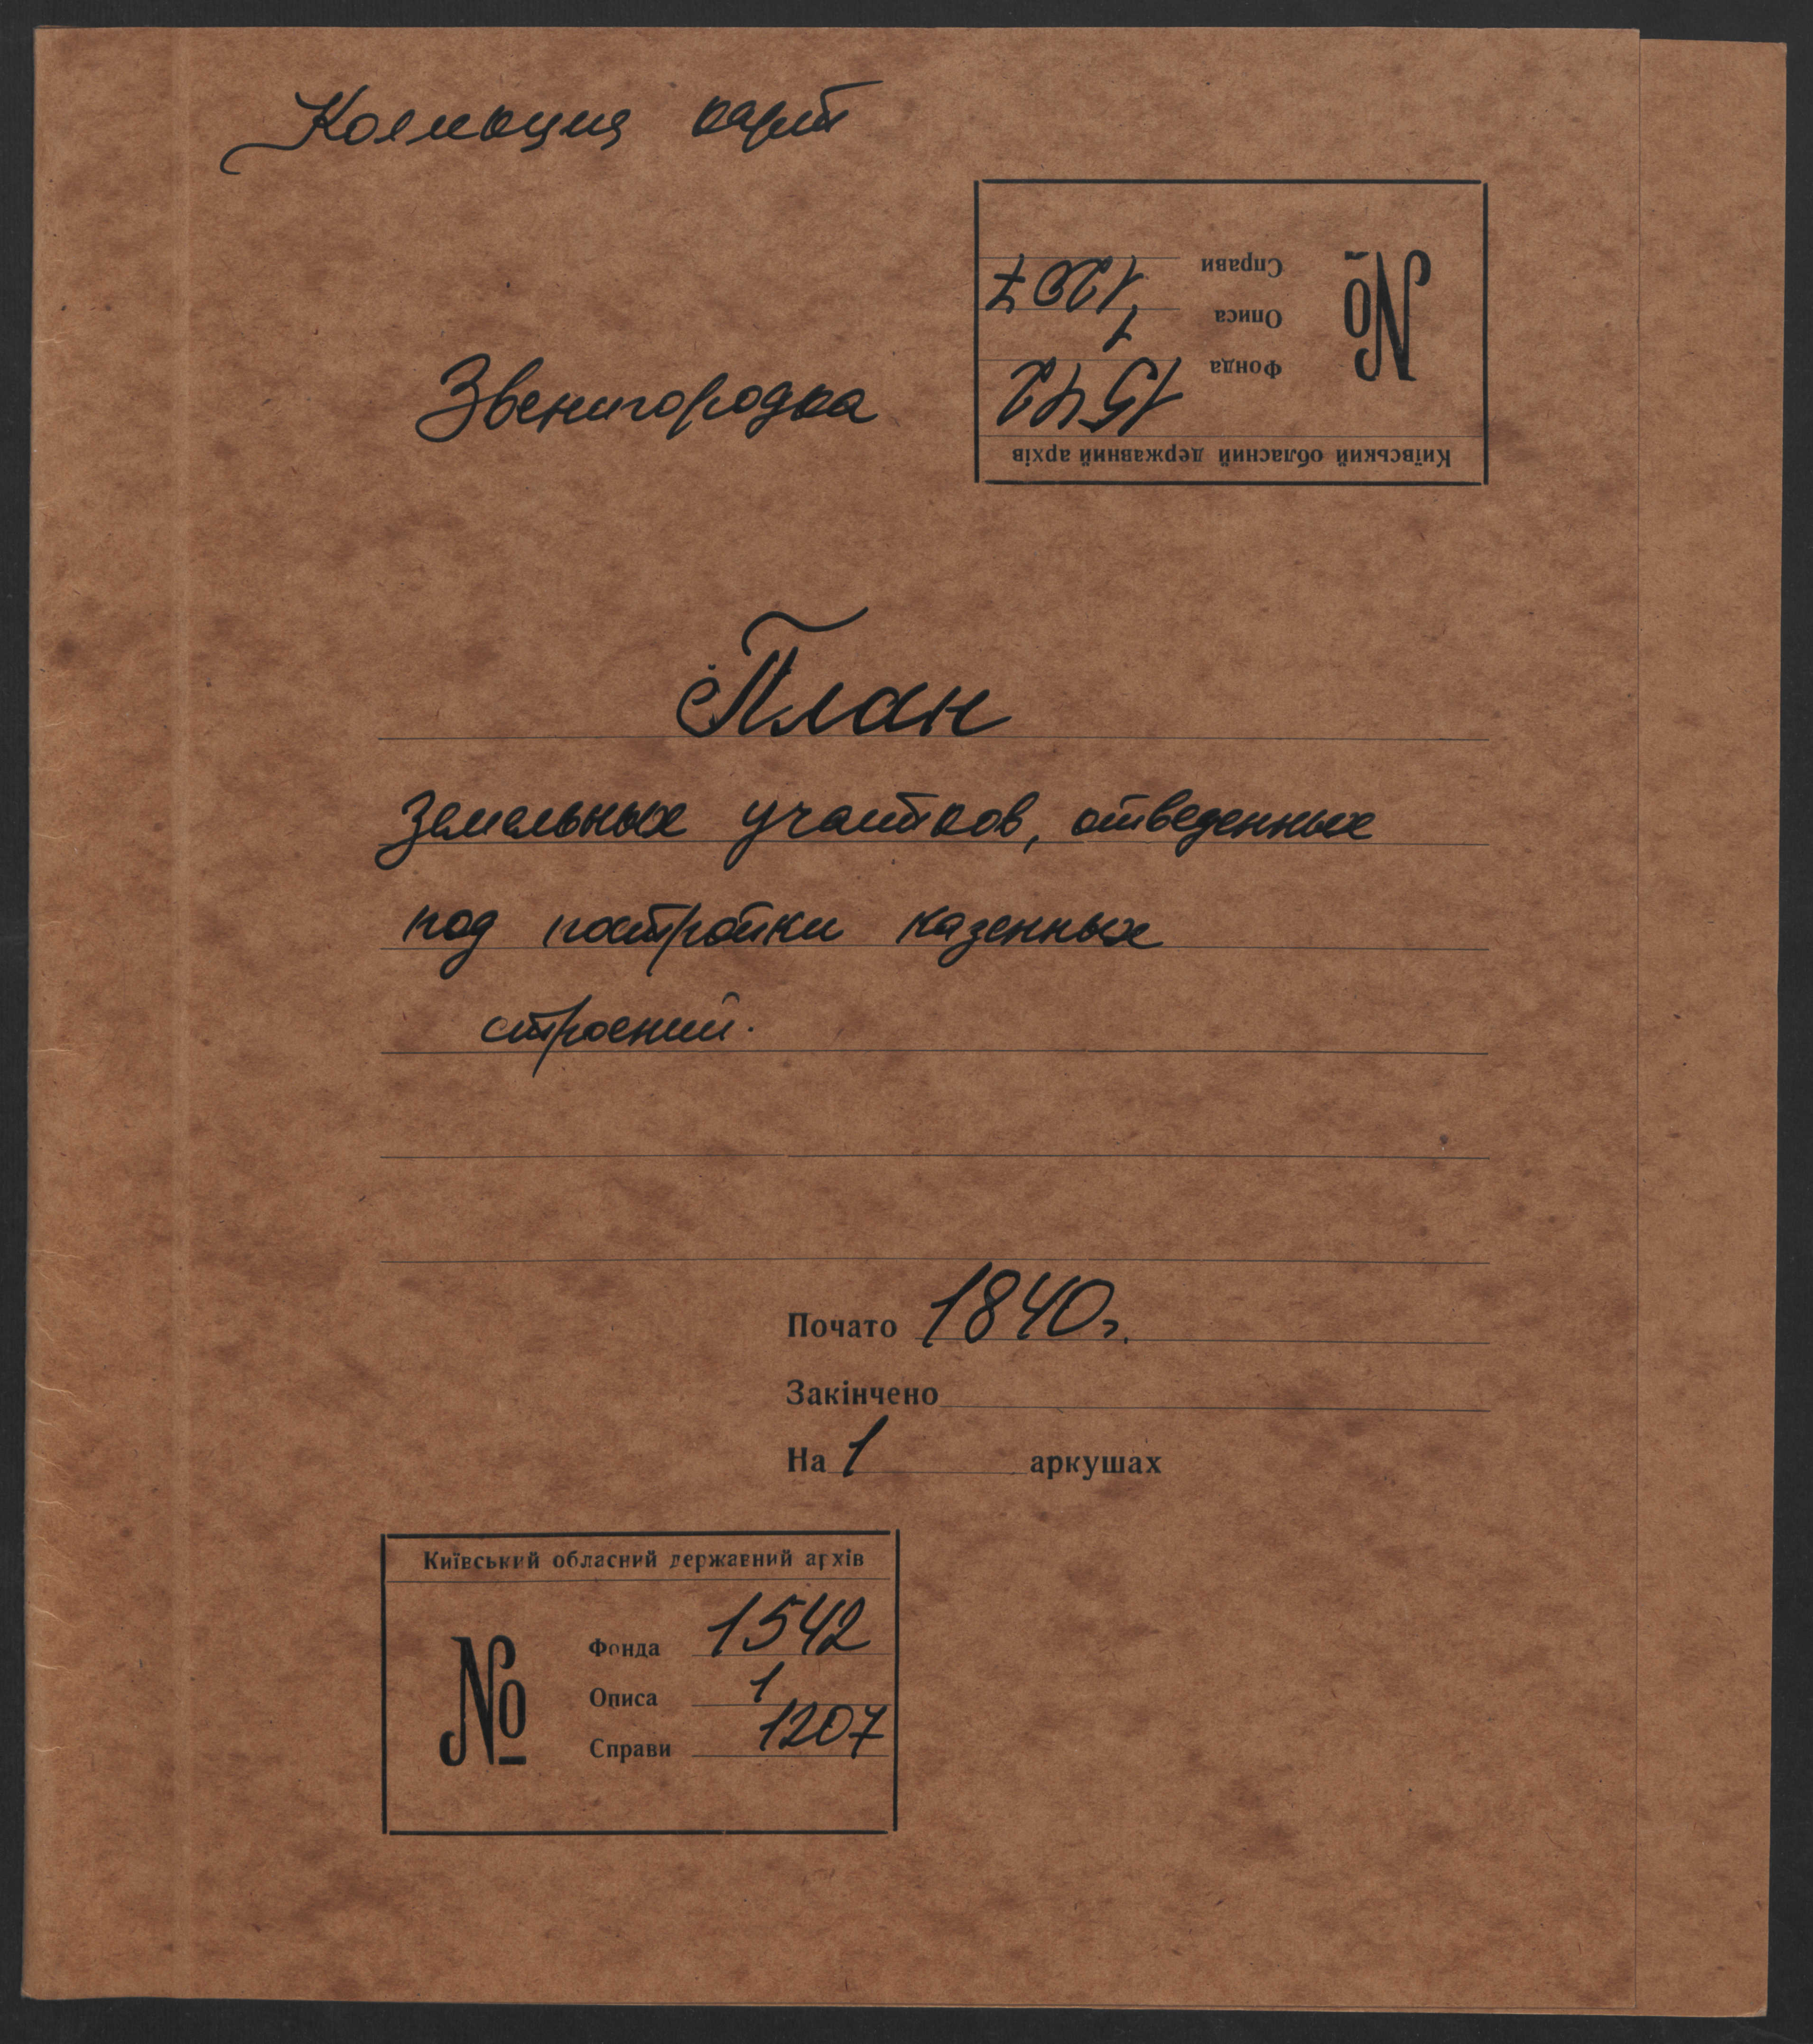 Коллекция карт
Справи 1207
Описа 1
Фонда 1542
№
Київський обласний державний архів
Звенигородка
План
земельных участков, отведенных
под постройки казенных
строений.
Почато 1840г.
Закінчено
На 1 аркушах
Київський обласний державний архів
№
Фонда 1542
Описа 1
Справи 1207